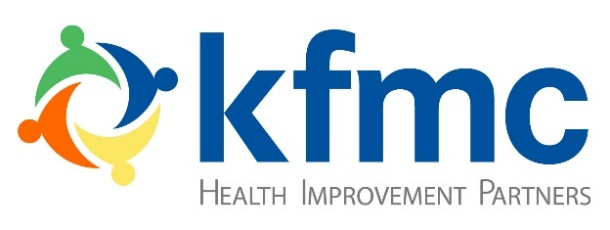 kfmc
HEALTH IMPROVEMENT PARTNERS